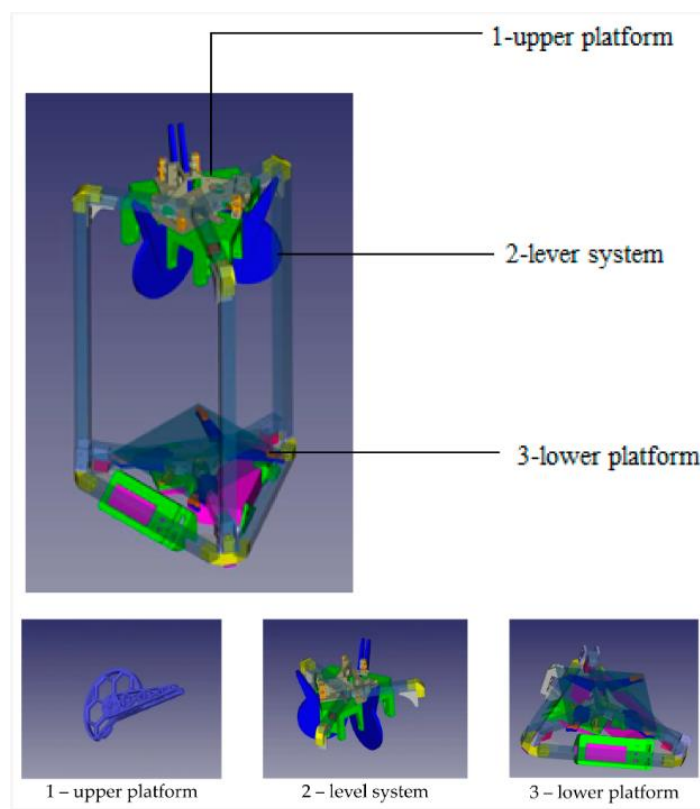 1-upper platform
2-lever system
3-lower platform
1 – upper platform
2 – level system
3 – lower platform